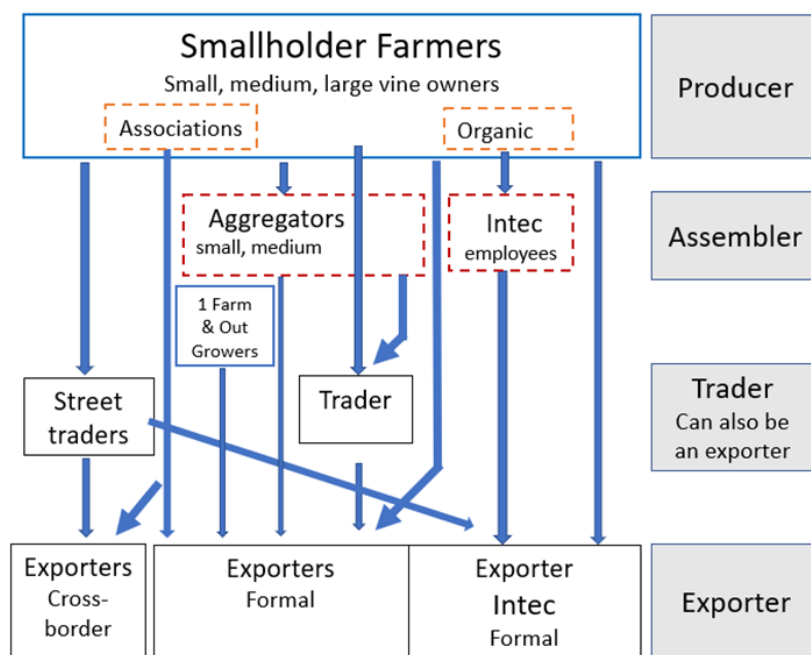 Smallholder Farmers
Small, medium, large vine owners
Associations
Organic
Producer
Aggregators
small, medium
Intec
employees
Assembler
1 Farm
& Out
Growers
Street
traders
Trader
Trader
Can also be
an exporter
Exporters
Cross-
border
Exporters
Formal
Exporter
Intec
Formal
Exporter